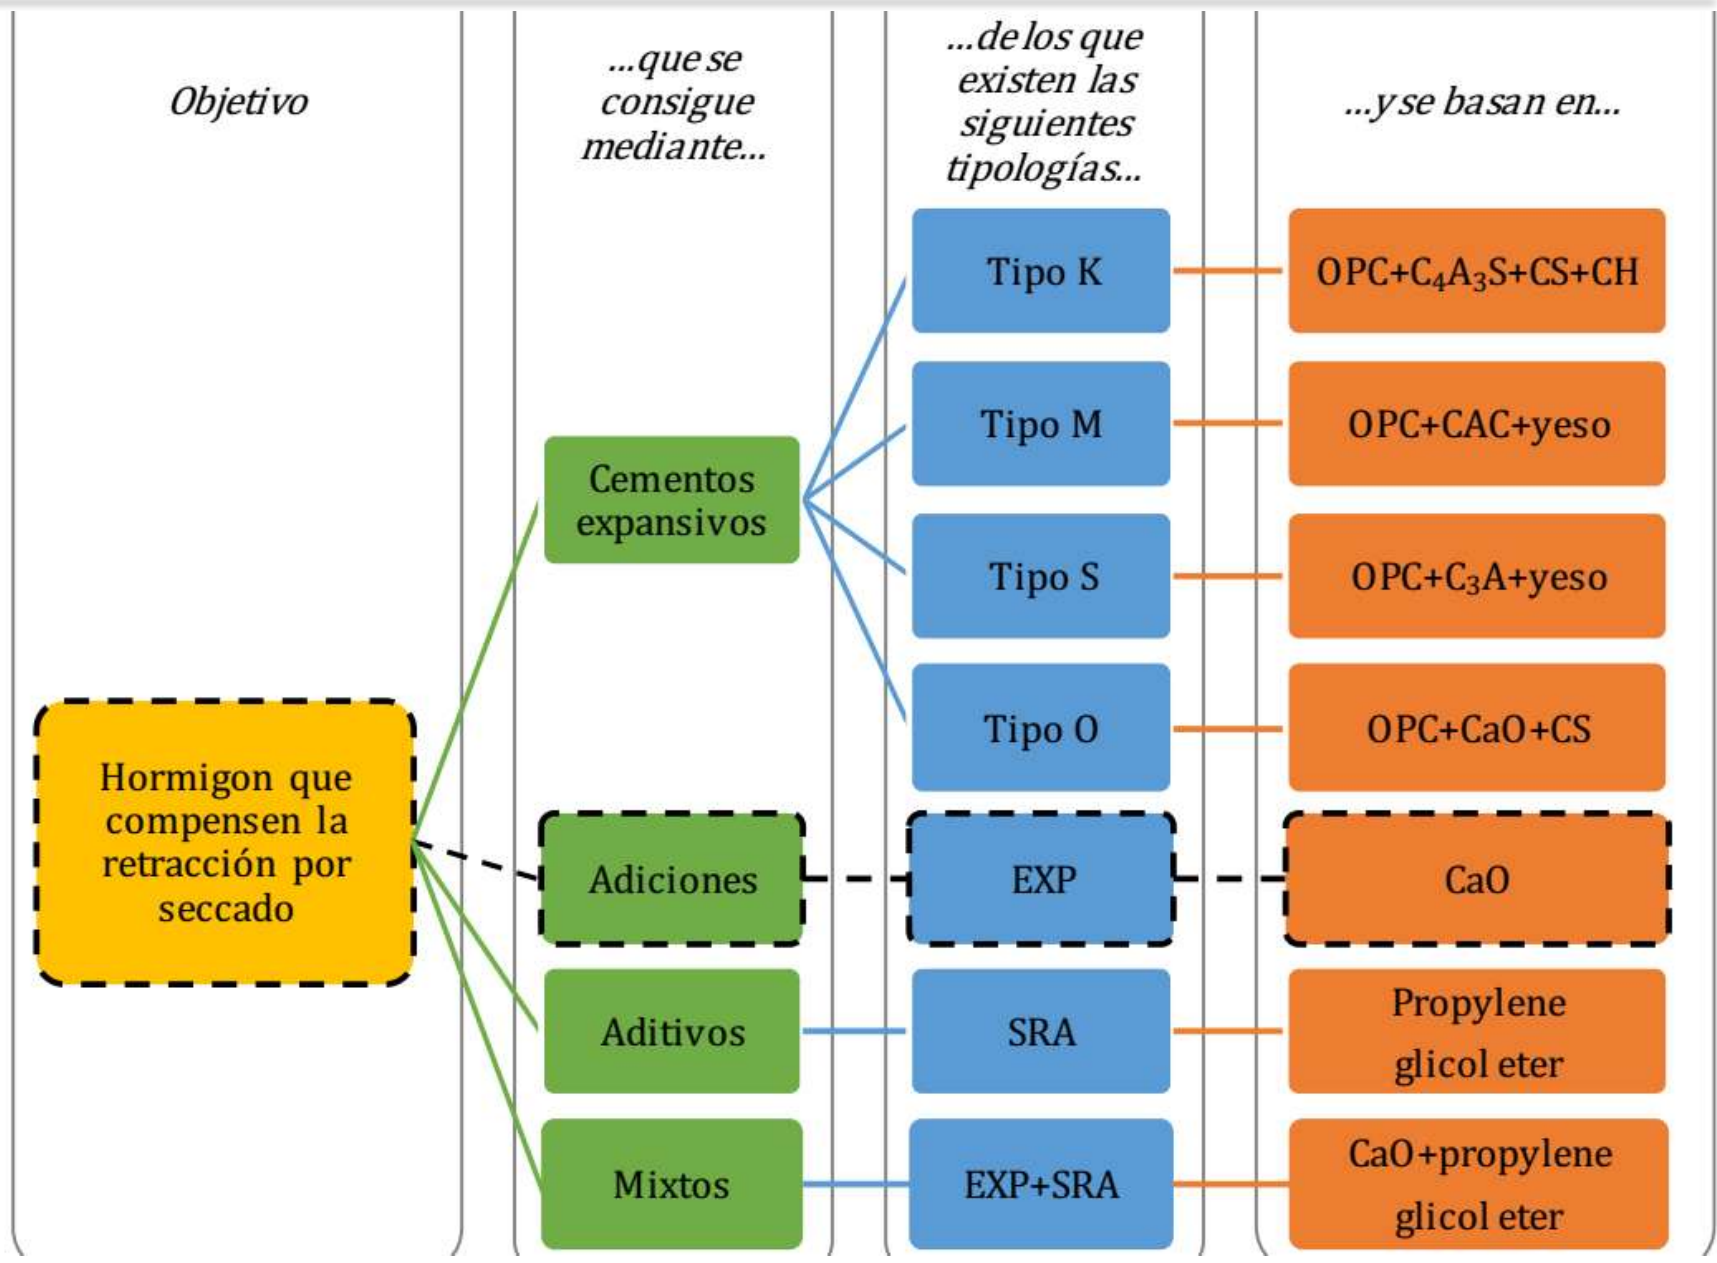 Objetivo
...que se
consigue
mediante...
...de los que
existen las
siguientes
tipologías...
...y se basan en...
Hormigon que
compensen la
retracción por
seccado
Cementos
expansivos
Tipo K
OPC+C₄A₃S+CS+CH
Tipo M
OPC+CAC+yeso
Tipo S
OPC+C₃A+yeso
Tipo O
OPC+CaO+CS
Adiciones
EXP
CaO
Aditivos
SRA
Propylene
glicol eter
Mixtos
EXP+SRA
CaO+propylene
glicol eter